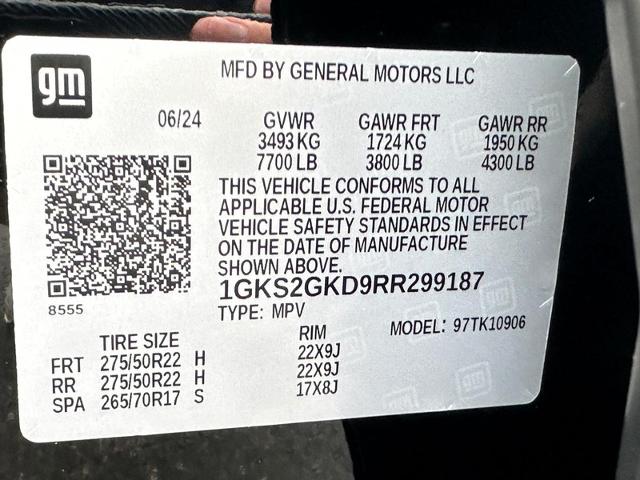 gm
MFD BY GENERAL MOTORS LLC
06/24 GVWR GAWR FRT GAWR RR
3493 KG 1724 KG 1950 KG
7700 LB 3800 LB 4300 LB
THIS VEHICLE CONFORMS TO ALL
APPLICABLE U.S. FEDERAL MOTOR
VEHICLE SAFETY STANDARDS IN EFFECT
ON THE DATE OF MANUFACTURE
SHOWN ABOVE.
1GKS2GKD9RR299187
8555
TYPE: MPV MODEL: 97TK10906
TIRE SIZE RIM
FRT 275/50R22 H 22X9J
RR 275/50R22 H 22X9J
SPA 265/70R17 S 17X8J